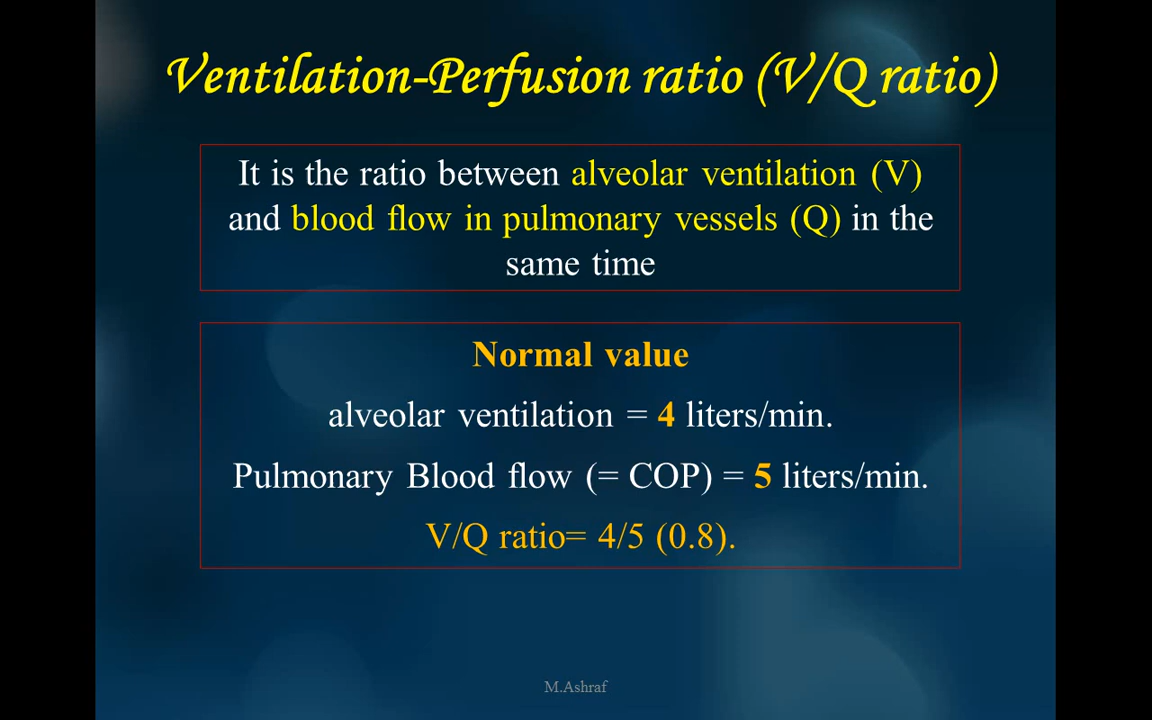 Ventilation-Perfusion ratio (V/Q ratio)
It is the ratio between alveolar ventilation (V)
and blood flow in pulmonary vessels (Q) in the
same time
Normal value
alveolar ventilation = 4 liters/min.
Pulmonary Blood flow (= COP) = 5 liters/min.
V/Q ratio= 4/5 (0.8).
M.Ashraf